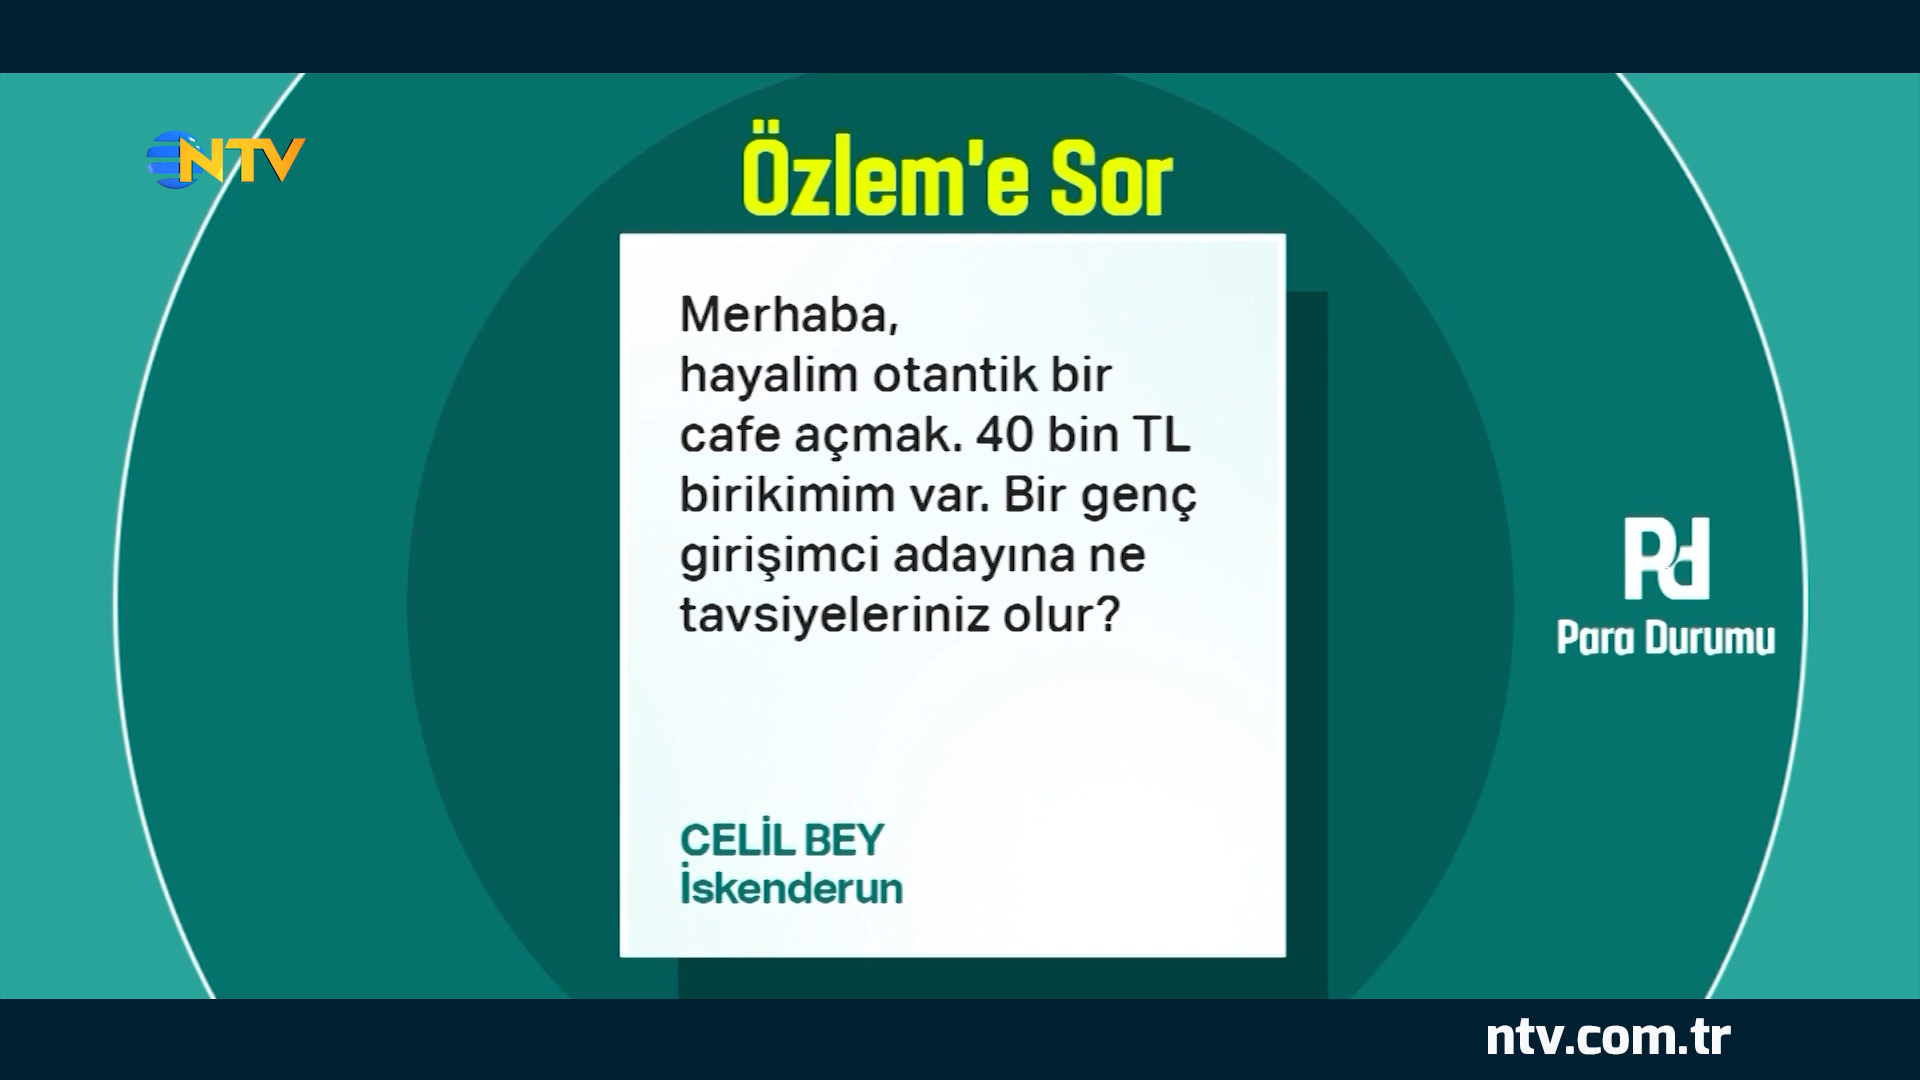 NTV
Özlem'e Sor
Merhaba,
hayalim otantik bir
cafe açmak. 40 bin TL
birikimim var. Bir genç
girişimci adayına ne
tavsiyeleriniz olur?
CELİL BEY
İskenderun
Pd
Para Durumu
ntv.com.tr